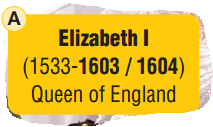 A
Elizabeth I
(1533-1603 / 1604)
Queen of England